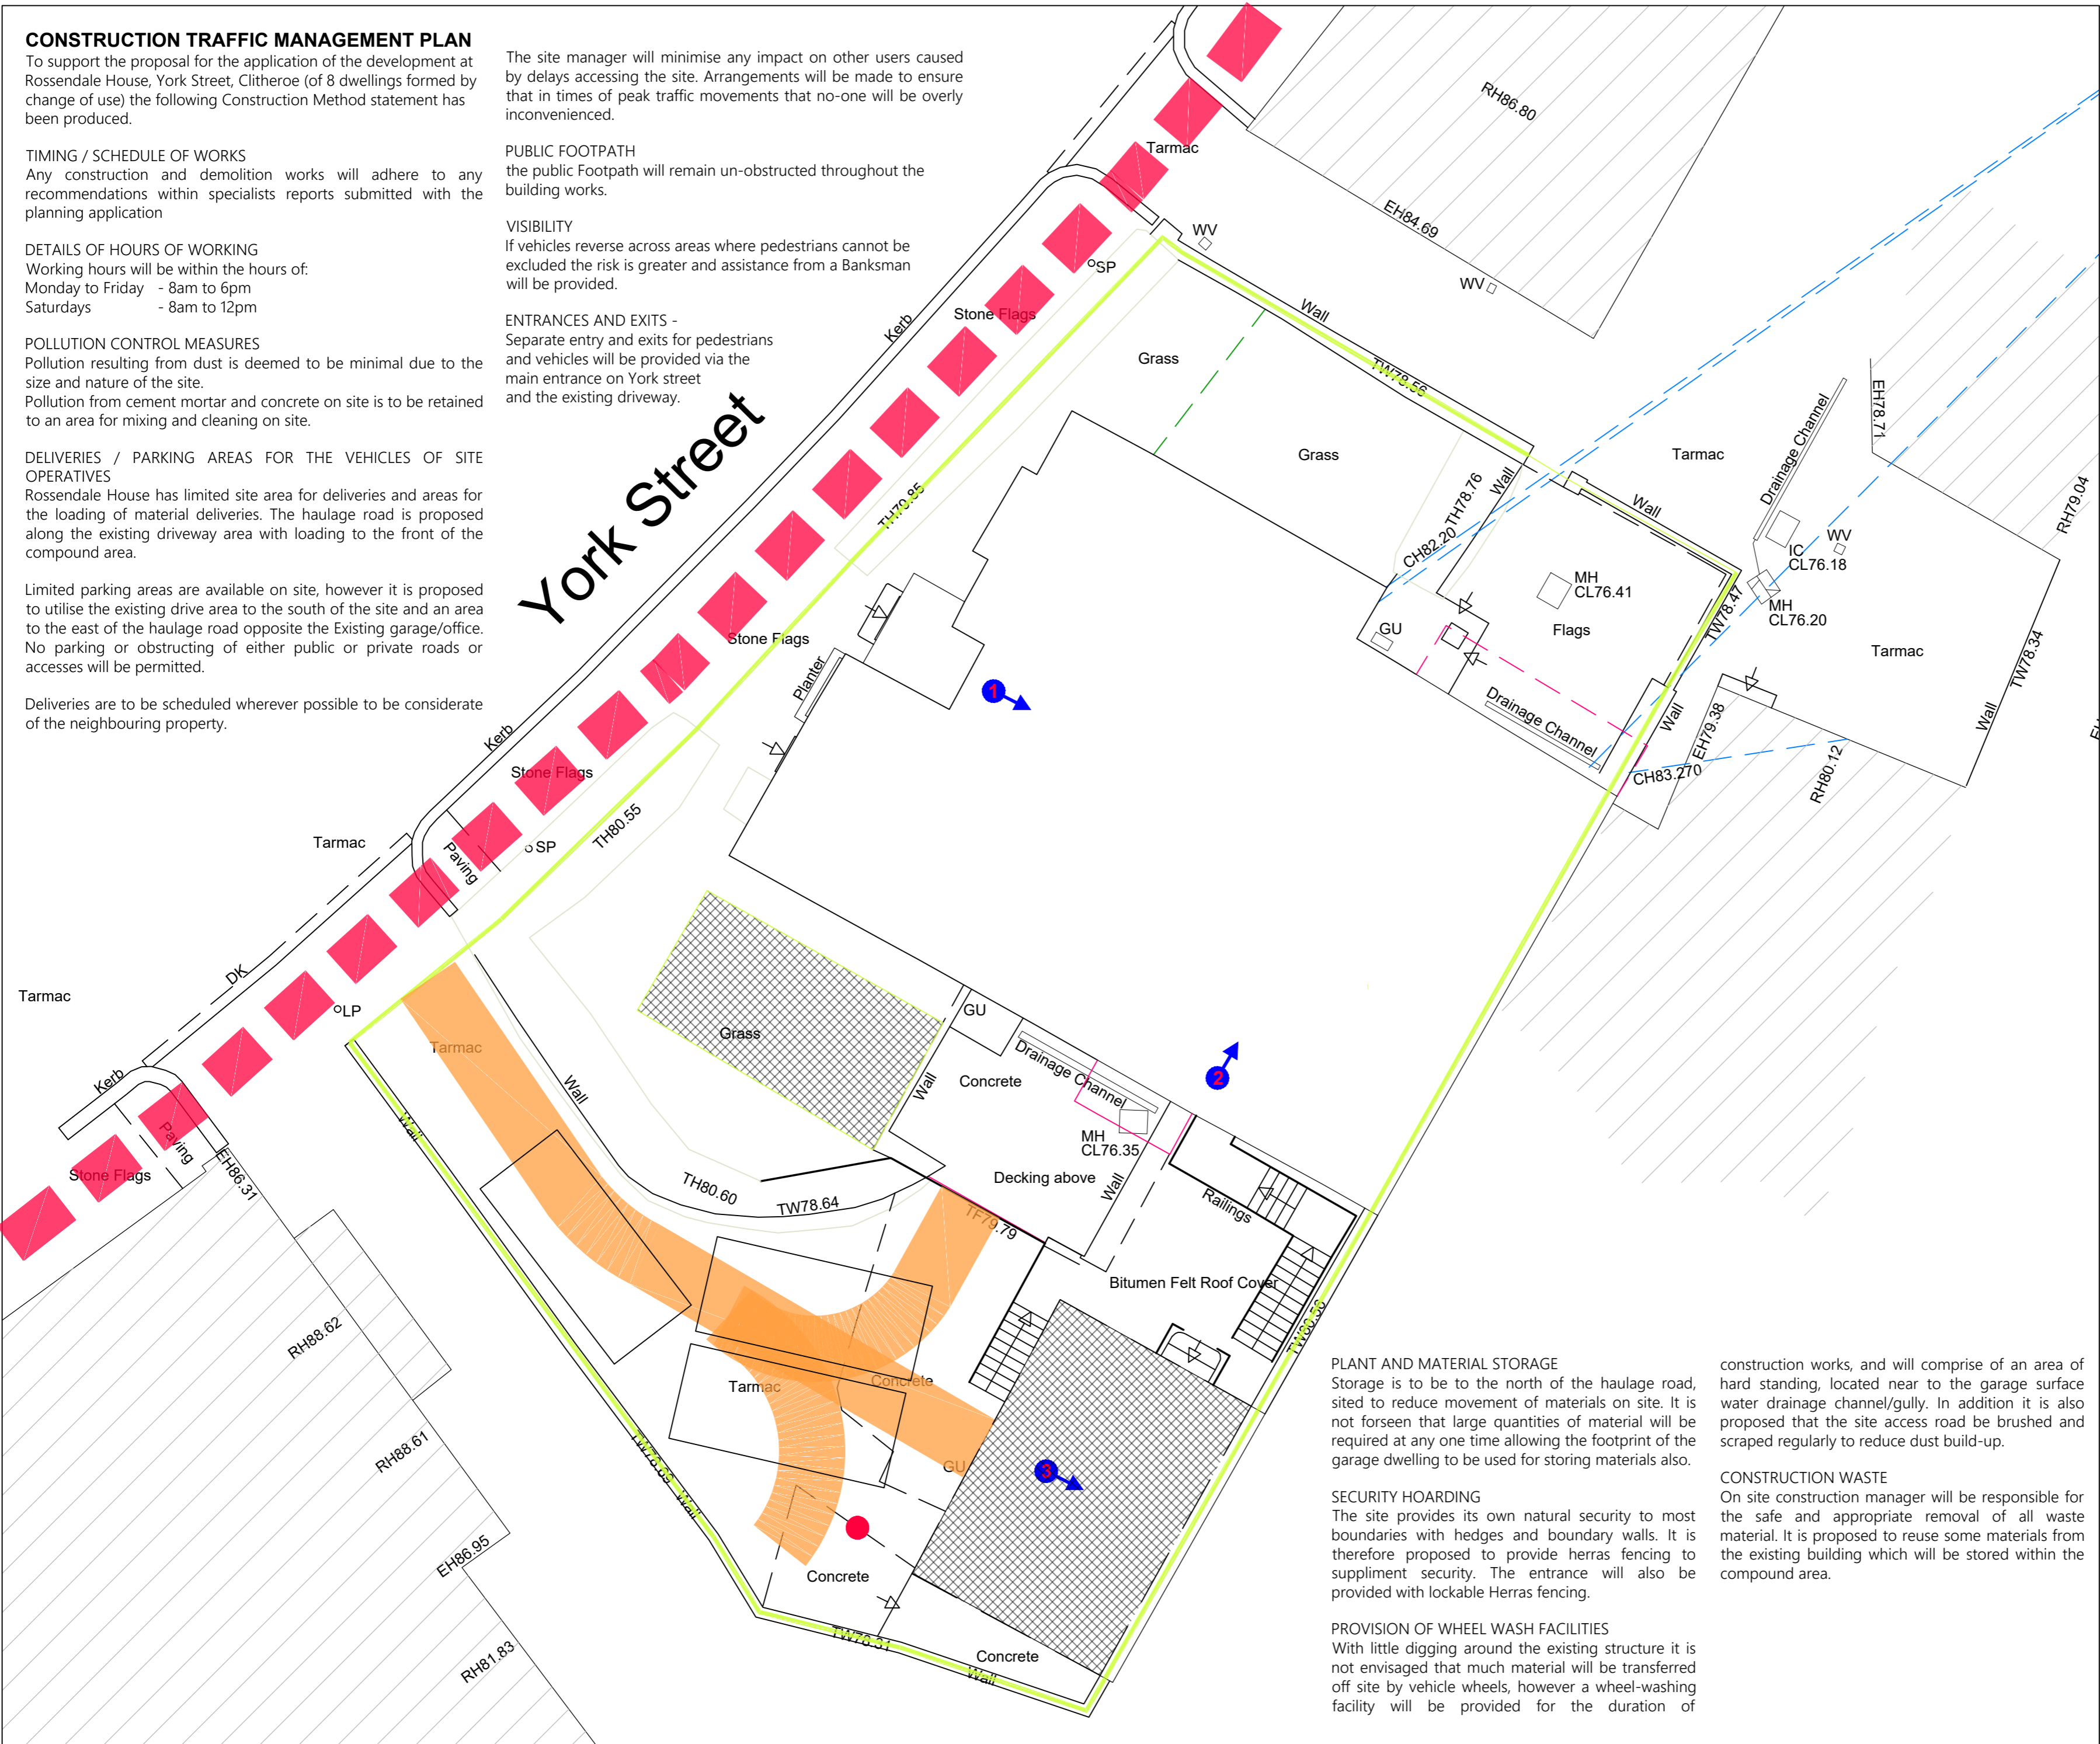 CONSTRUCTION TRAFFIC MANAGEMENT PLAN
To support the proposal for the application of the development at
Rossendale House, York Street, Clitheroe (of 8 dwellings formed by
change of use) the following Construction Method statement has
been produced.
TIMING / SCHEDULE OF WORKS
Any construction and demolition works will adhere to any
recommendations within specialists reports submitted with the
planning application
DETAILS OF HOURS OF WORKING
Working hours will be within the hours of:
Monday to Friday - 8am to 6pm
Saturdays - 8am to 12pm
POLLUTION CONTROL MEASURES
Pollution resulting from dust is deemed to be minimal due to the
size and nature of the site.
Pollution from cement mortar and concrete on site is to be retained
to an area for mixing and cleaning on site.
DELIVERIES / PARKING AREAS FOR THE VEHICLES OF SITE
OPERATIVES
Rossendale House has limited site area for deliveries and areas for
the loading of material deliveries. The haulage road is proposed
along the existing driveway area with loading to the front of the
compound area.
Limited parking areas are available on site, however it is proposed
to utilise the existing drive area to the south of the site and an area
to the east of the haulage road opposite the Existing garage/office.
No parking or obstructing of either public or private roads or
accesses will be permitted.
Deliveries are to be scheduled wherever possible to be considerate
of the neighbouring property.
The site manager will minimise any impact on other users caused
by delays accessing the site. Arrangements will be made to ensure
that in times of peak traffic movements that no-one will be overly
inconvenienced.
PUBLIC FOOTPATH
the public Footpath will remain un-obstructed throughout the
building works.
VISIBILITY
If vehicles reverse across areas where pedestrians cannot be
excluded the risk is greater and assistance from a Banksman
will be provided.
ENTRANCES AND EXITS -
Separate entry and exits for pedestrians
and vehicles will be provided via the
main entrance on York street
and the existing driveway.
York Street
RH86.80
Tarmac
EH84.69
WV
SP
WV
Wall
Kerb
Stone Flags
Grass
TW78.56
EH78.71
Drainage Channel
Tarmac
Grass
TH78.76
Wall
Wall
RH79.04
TH79.85
CH82.20
IC
CL76.18
WV
MH
CL76.41
MH
CL76.20
TW78.47
GU
Flags
Stone Flags
Tarmac
TW78.34
Planter
1
Drainage Channel
Wall
EH79.38
Wall
EH
Kerb
Stone Flags
CH83.270
RH80.12
TH80.55
Tarmac
SP
Paving
DK
Tarmac
LP
GU
Tarmac
Grass
Drainage Channel
Kerb
Wall
Wall
Concrete
2
Wall
Paving
MH
CL76.35
Stone Flags
EH86.31
Decking above
Wall
TH80.60
TW78.64
Railings
TF79.79
Bitumen Felt Roof Cover
RH88.62
Tarmac
Concrete
RH88.61
Wall
GU
3
EH86.95
Concrete
TW78.31
RH81.83
Concrete
Wall
PLANT AND MATERIAL STORAGE
Storage is to be to the north of the haulage road,
sited to reduce movement of materials on site. It is
not forseen that large quantities of material will be
required at any one time allowing the footprint of the
garage dwelling to be used for storing materials also.
SECURITY HOARDING
The site provides its own natural security to most
boundaries with hedges and boundary walls. It is
therefore proposed to provide herras fencing to
suppliment security. The entrance will also be
provided with lockable Herras fencing.
PROVISION OF WHEEL WASH FACILITIES
With little digging around the existing structure it is
not envisaged that much material will be transferred
off site by vehicle wheels, however a wheel-washing
facility will be provided for the duration of
construction works, and will comprise of an area of
hard standing, located near to the garage surface
water drainage channel/gully. In addition it is also
proposed that the site access road be brushed and
scraped regularly to reduce dust build-up.
CONSTRUCTION WASTE
On site construction manager will be responsible for
the safe and appropriate removal of all waste
material. It is proposed to reuse some materials from
the existing building which will be stored within the
compound area.